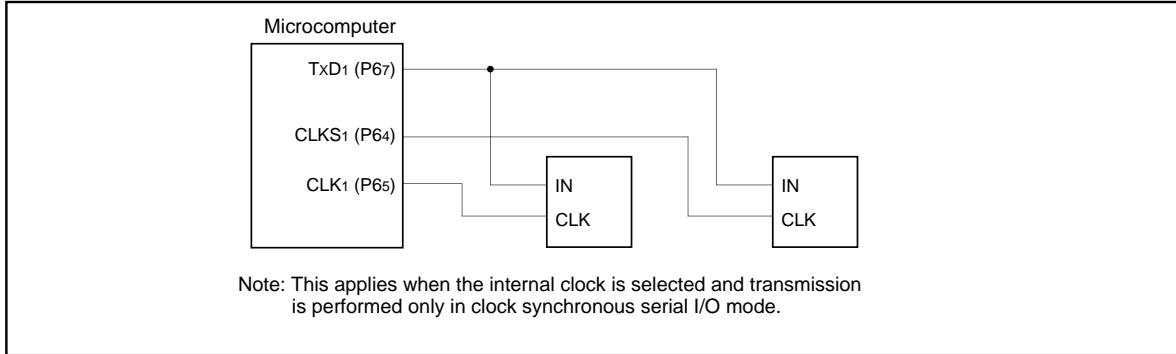 Microcomputer
TxD1 (P67)
CLKS1 (P64)
CLK1 (P65)
IN
CLK
IN
CLK
Note: This applies when the internal clock is selected and transmission
is performed only in clock synchronous serial I/O mode.